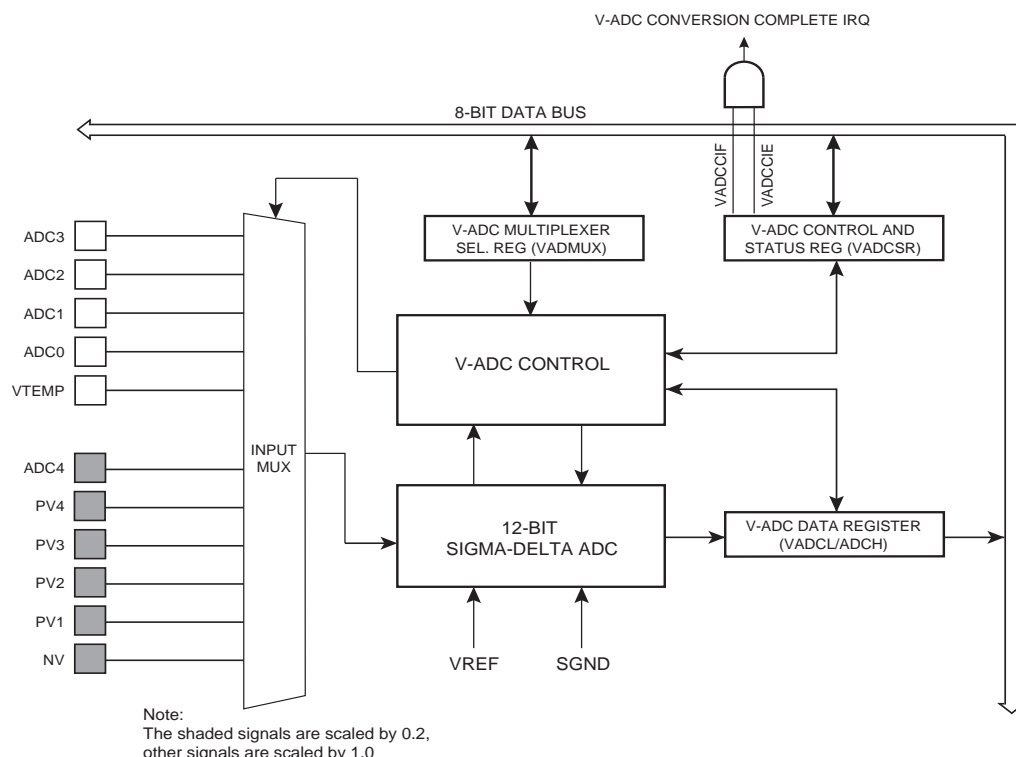 V-ADC CONVERSION COMPLETE IRQ
8-BIT DATA BUS
VADCCIF
VADCCIE
V-ADC MULTIPLEXER
SEL. REG (VADMUX)
V-ADC CONTROL AND
STATUS REG (VADCSR)
ADC3
ADC2
ADC1
ADC0
VTEMP
ADC4
PV4
PV3
PV2
PV1
NV
INPUT
MUX
V-ADC CONTROL
12-BIT
SIGMA-DELTA ADC
V-ADC DATA REGISTER
(VADCL/ADCH)
VREF
SGND
Note:
The shaded signals are scaled by 0.2,
other signals are scaled by 1.0